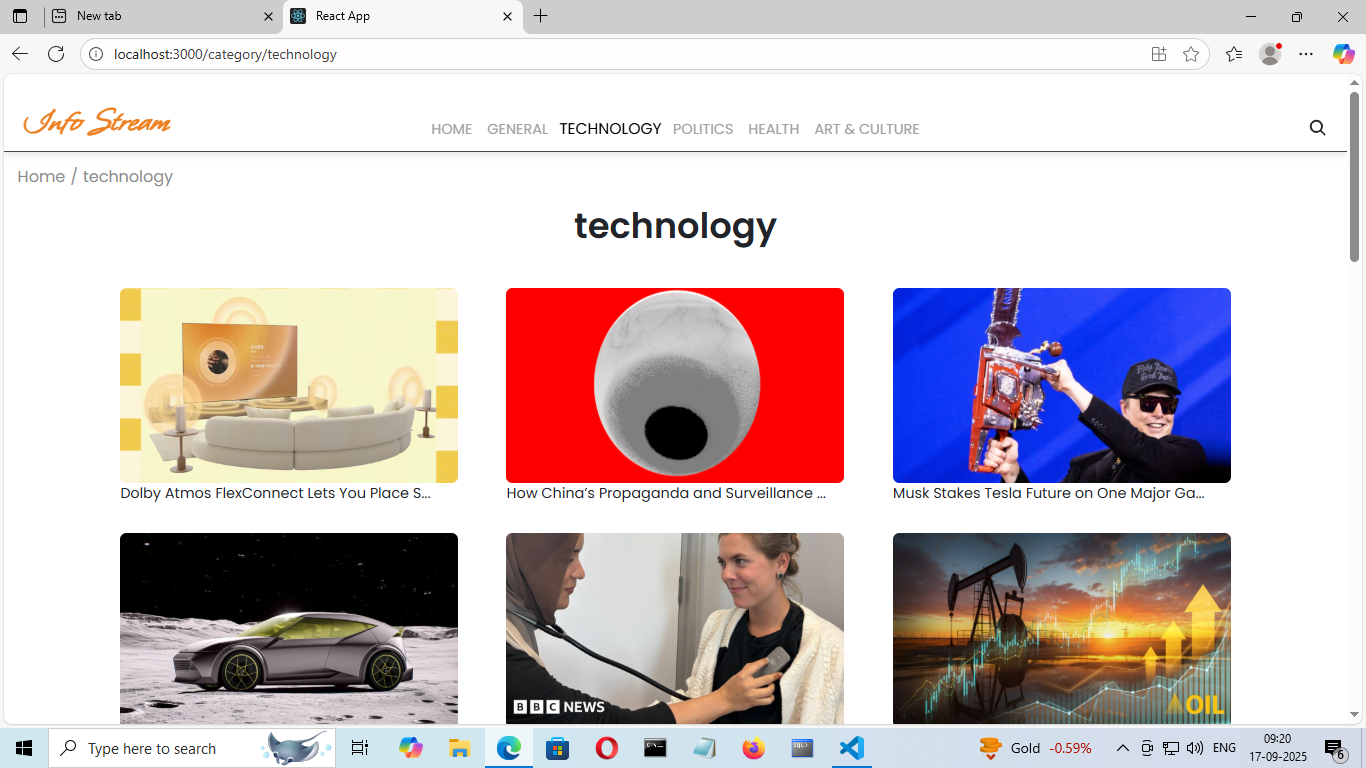 New tab
React App
localhost:3000/category/technology
Info Stream
HOME GENERAL TECHNOLOGY POLITICS HEALTH ART & CULTURE
Home / technology
technology
Dolby Atmos FlexConnect Lets You Place S...
How China’s Propaganda and Surveillance ...
Musk Stakes Tesla Future on One Major Ga...
BBC NEWS
OIL
Type here to search
Gold -0.59%
ENG
09:20
17-09-2025
6